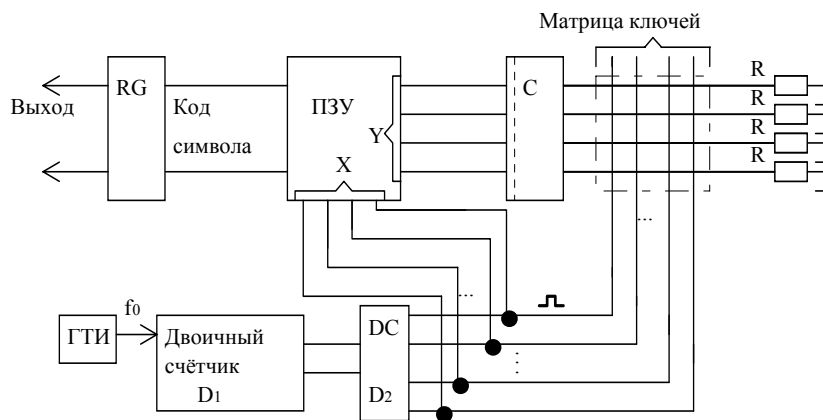 Матрица ключей
RG
ПЗУ
C
R
R
R
R
Выход
Код
символа
Y
X
...
...
...
f0
ГТИ
Двоичный
счётчик
D1
DC
D2